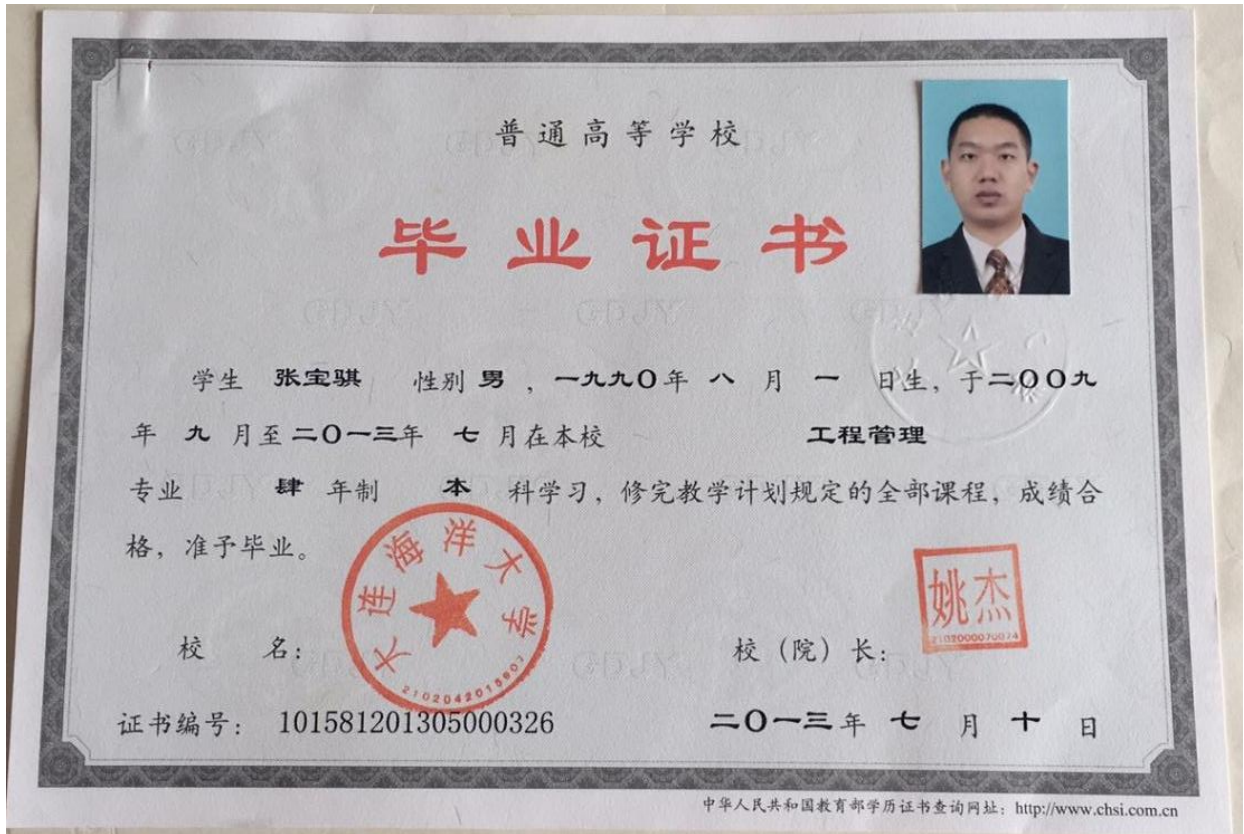 普通高等学校
毕业证书
学生 张宝骐 性别 男 ,一九九〇年 八 月 一 日生,于二〇〇九
年 九 月至二〇一三年 七 月在本校 工程管理
专业 肆 年制 本 科学习,修完教学计划规定的全部课程,成绩合
格,准予毕业。
大连海洋大学
姚杰
2102000070074
校 名:
校(院)长:
证书编号: 101581201305000326
二〇一三年 七 月 十 日
中华人民共和国教育部学历证书查询网址:http://www.chsi.com.cn